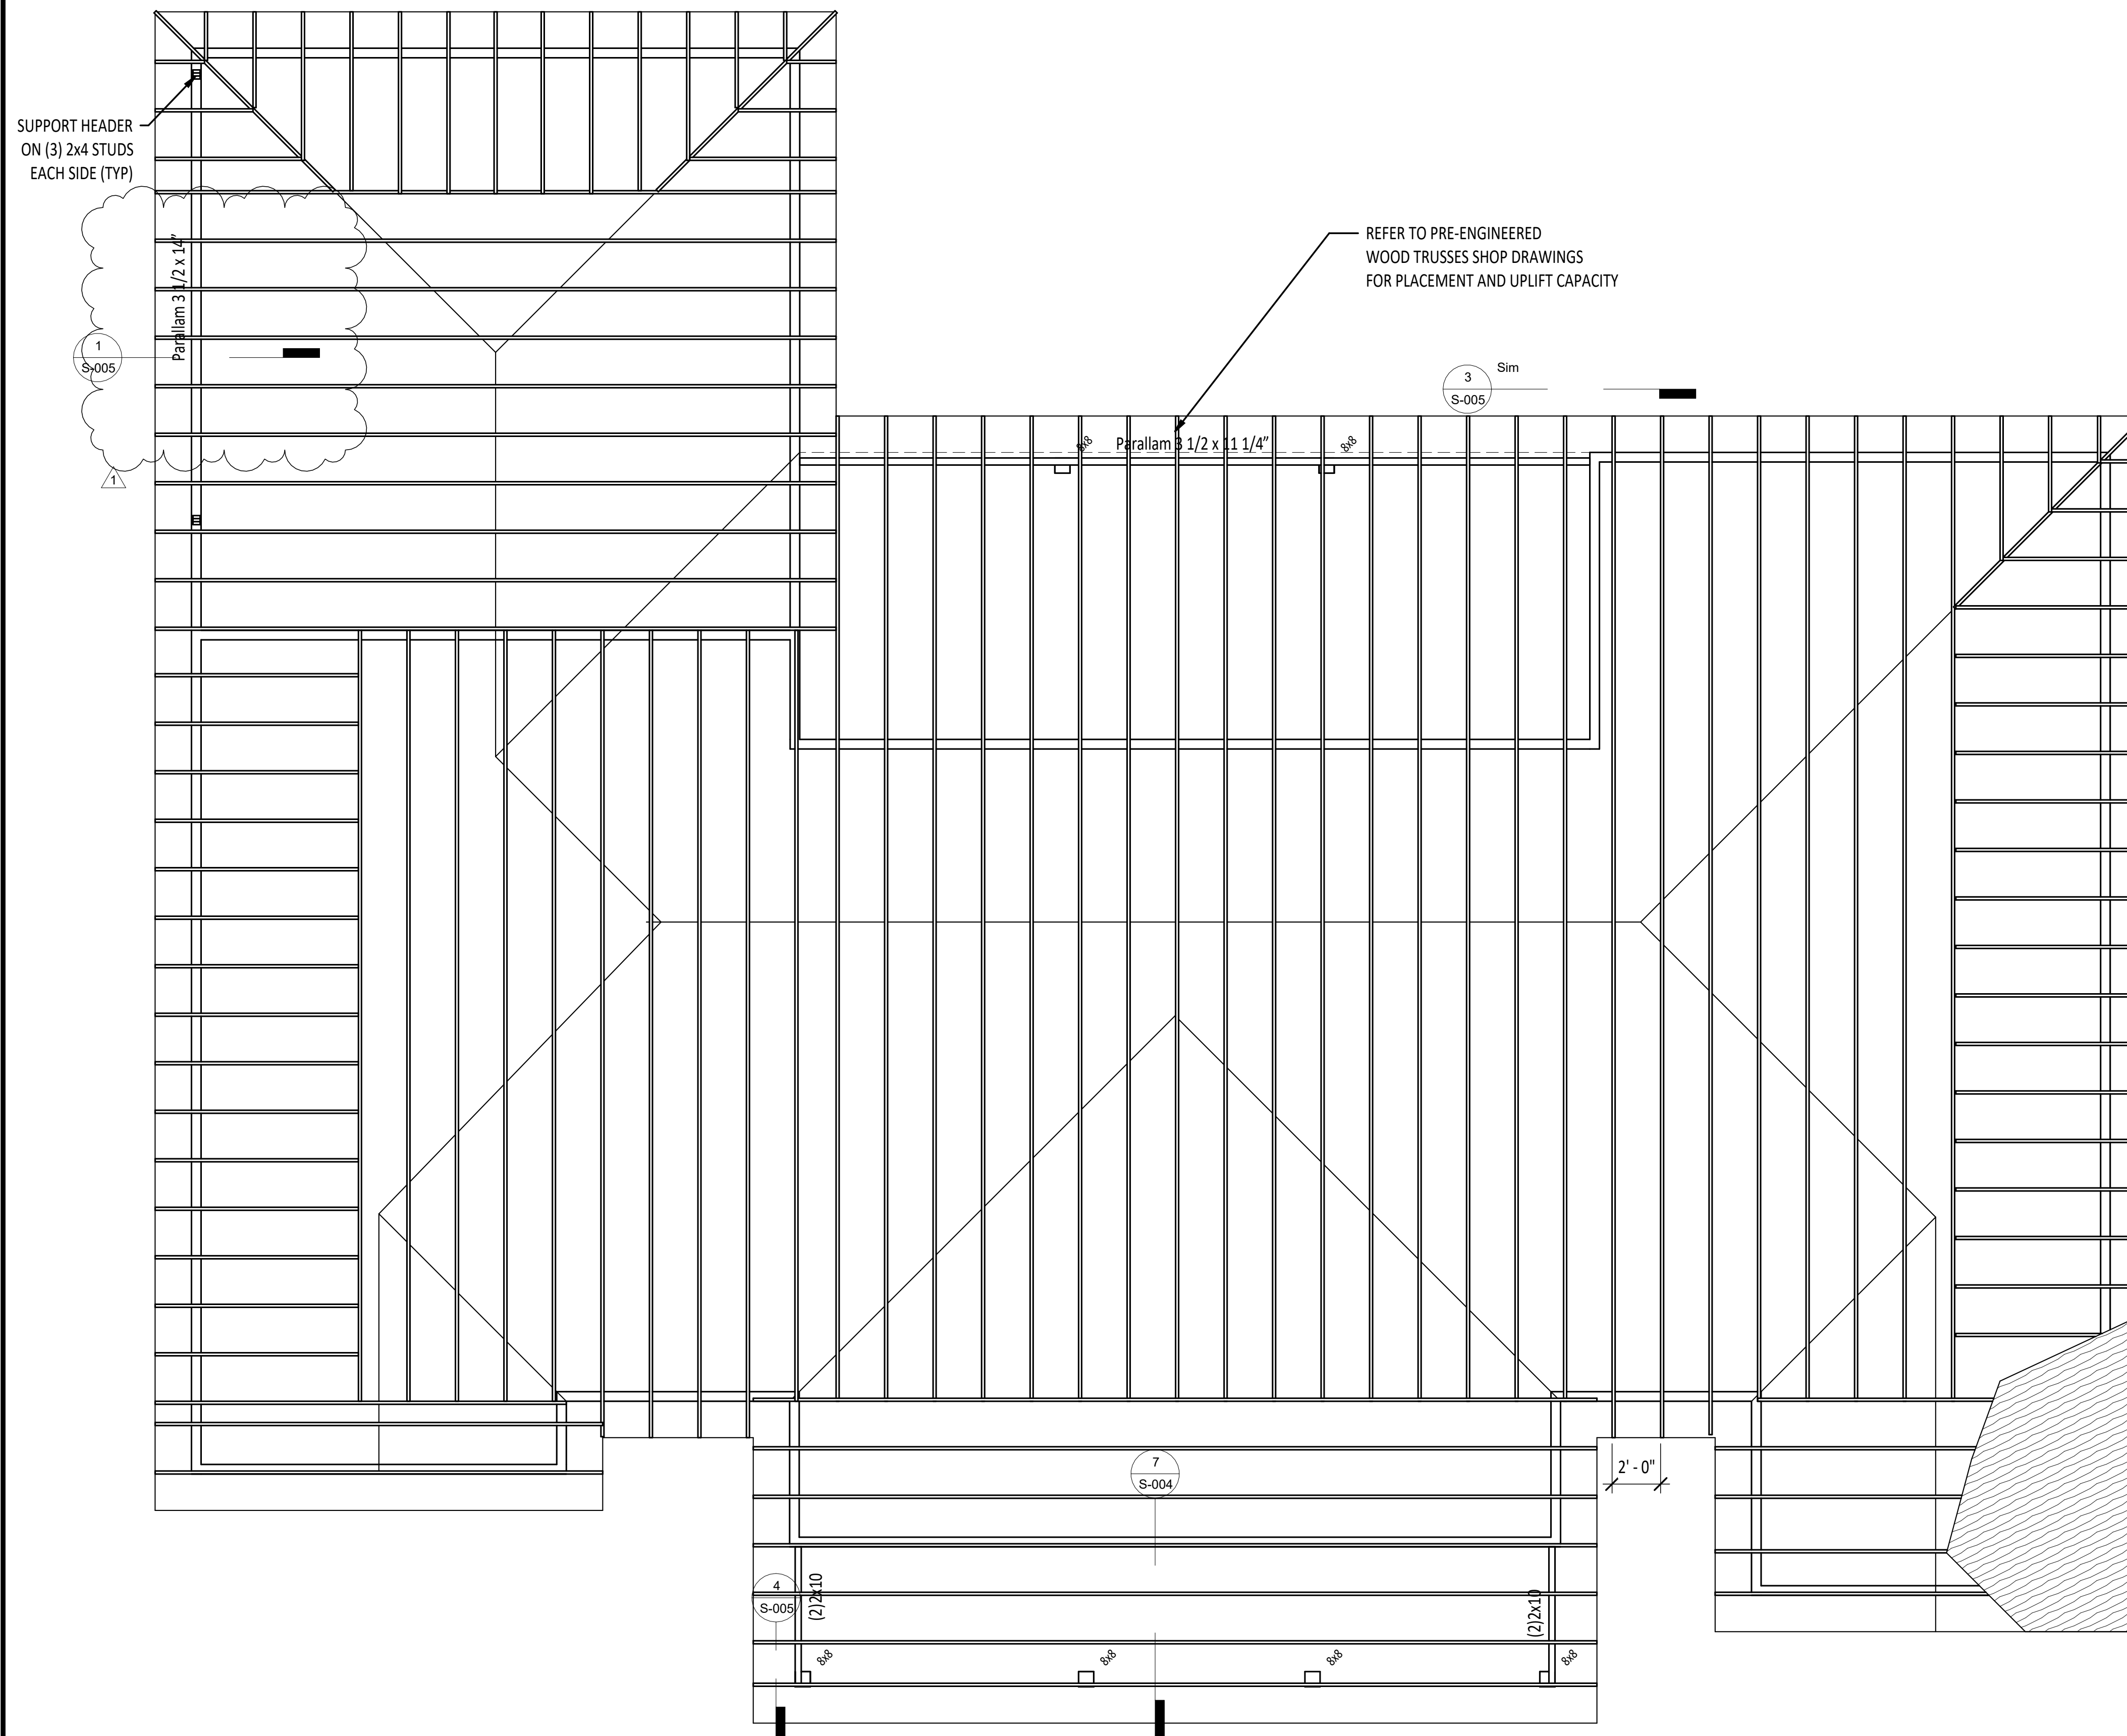 SUPPORT HEADER
ON (3) 2x4 STUDS
EACH SIDE (TYP)
Parallam 3 1/2 x 14"
1
S-005
1
REFER TO PRE-ENGINEERED
WOOD TRUSSES SHOP DRAWINGS
FOR PLACEMENT AND UPLIFT CAPACITY
3
S-005
Sim
8x8
Parallam 3 1/2 x 11 1/4"
8x8
7
S-004
2' - 0"
4
S-005
(2)2x10
(2)2x10
8x8
8x8
8x8
8x8